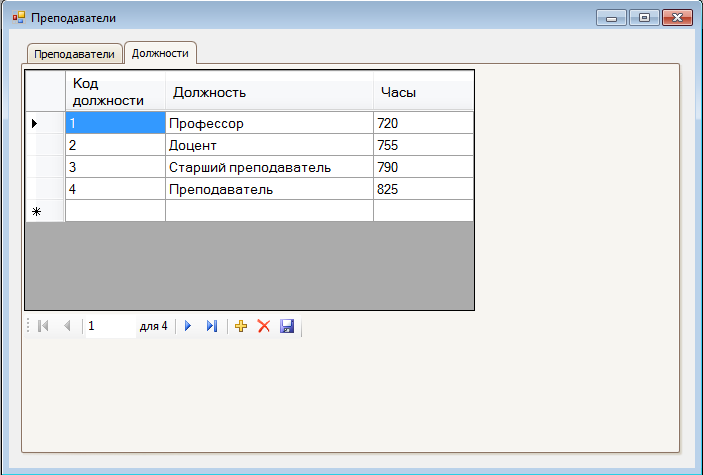 Преподаватели
Преподаватели Должности
Код должности Должность Часы
1 Профессор 720
2 Доцент 755
3 Старший преподаватель 790
4 Преподаватель 825
1 для 4